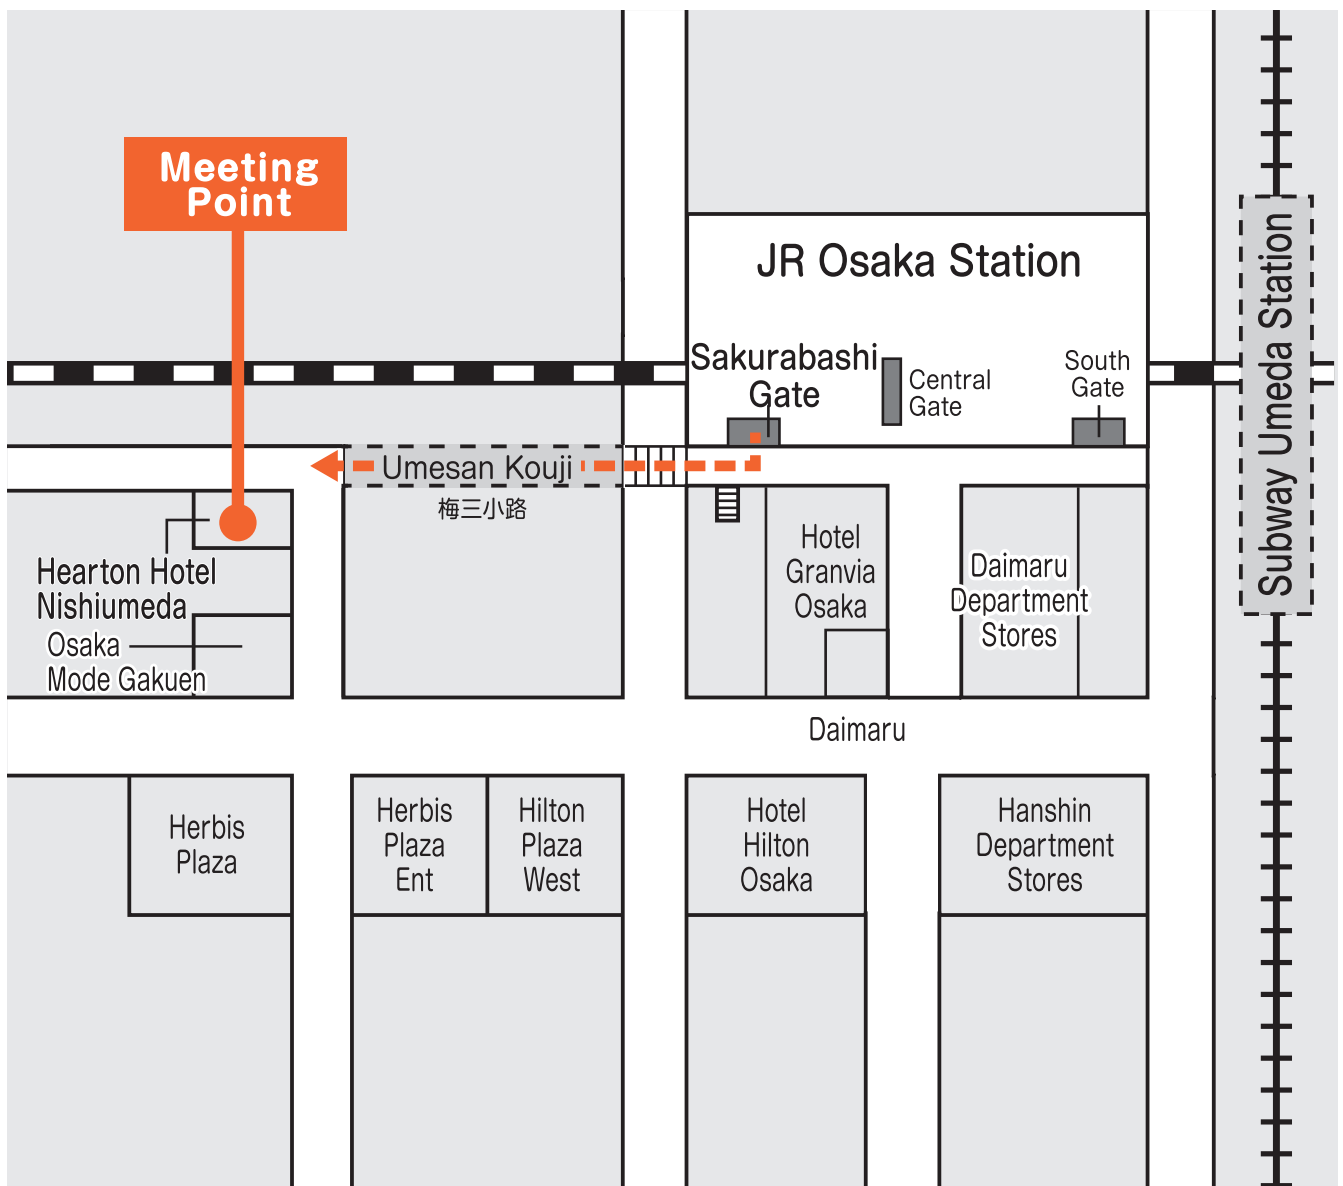 Meeting
Point
JR Osaka Station
Sakurabashi
Gate
Central
Gate
South
Gate
Subway Umeda Station
Umesan Kouji
梅三小路
Hearton Hotel
Nishiumeda
Osaka
Mode Gakuen
Hotel
Granvia
Osaka
Daimaru
Department
Stores
Daimaru
Herbis
Plaza
Herbis
Plaza
Ent
Hilton
Plaza
West
Hotel
Hilton
Osaka
Hanshin
Department
Stores